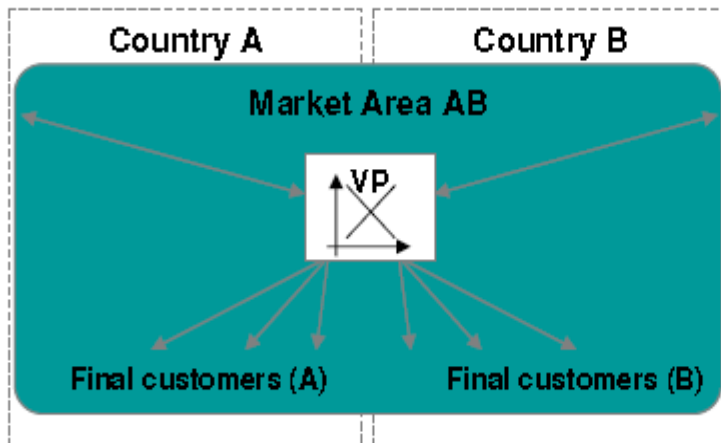 Country A
Country B
Market Area AB
VP
Final customers (A)
Final customers (B)